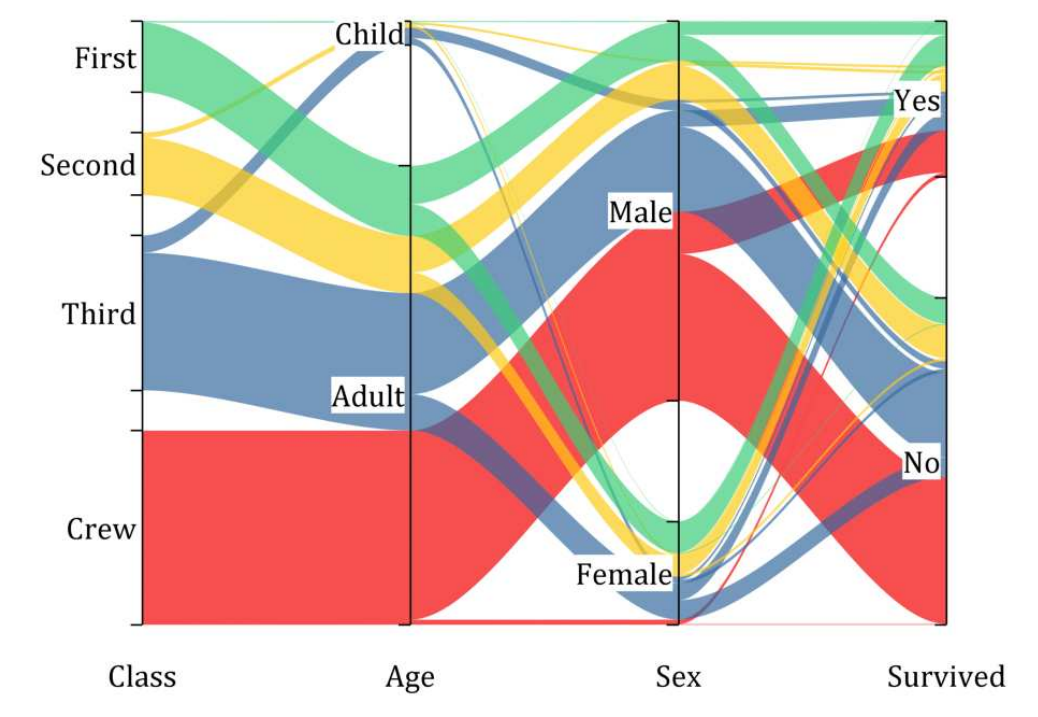 Child
First
Yes
Second
Male
Third
Adult
No
Crew
Female
Class Age Sex Survived